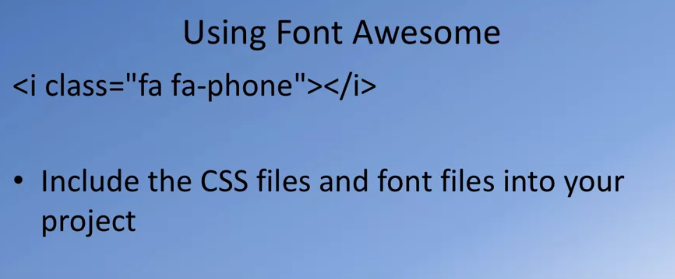 Using Font Awesome
<i class="fa fa-phone"></i>
• Include the CSS files and font files into your
project